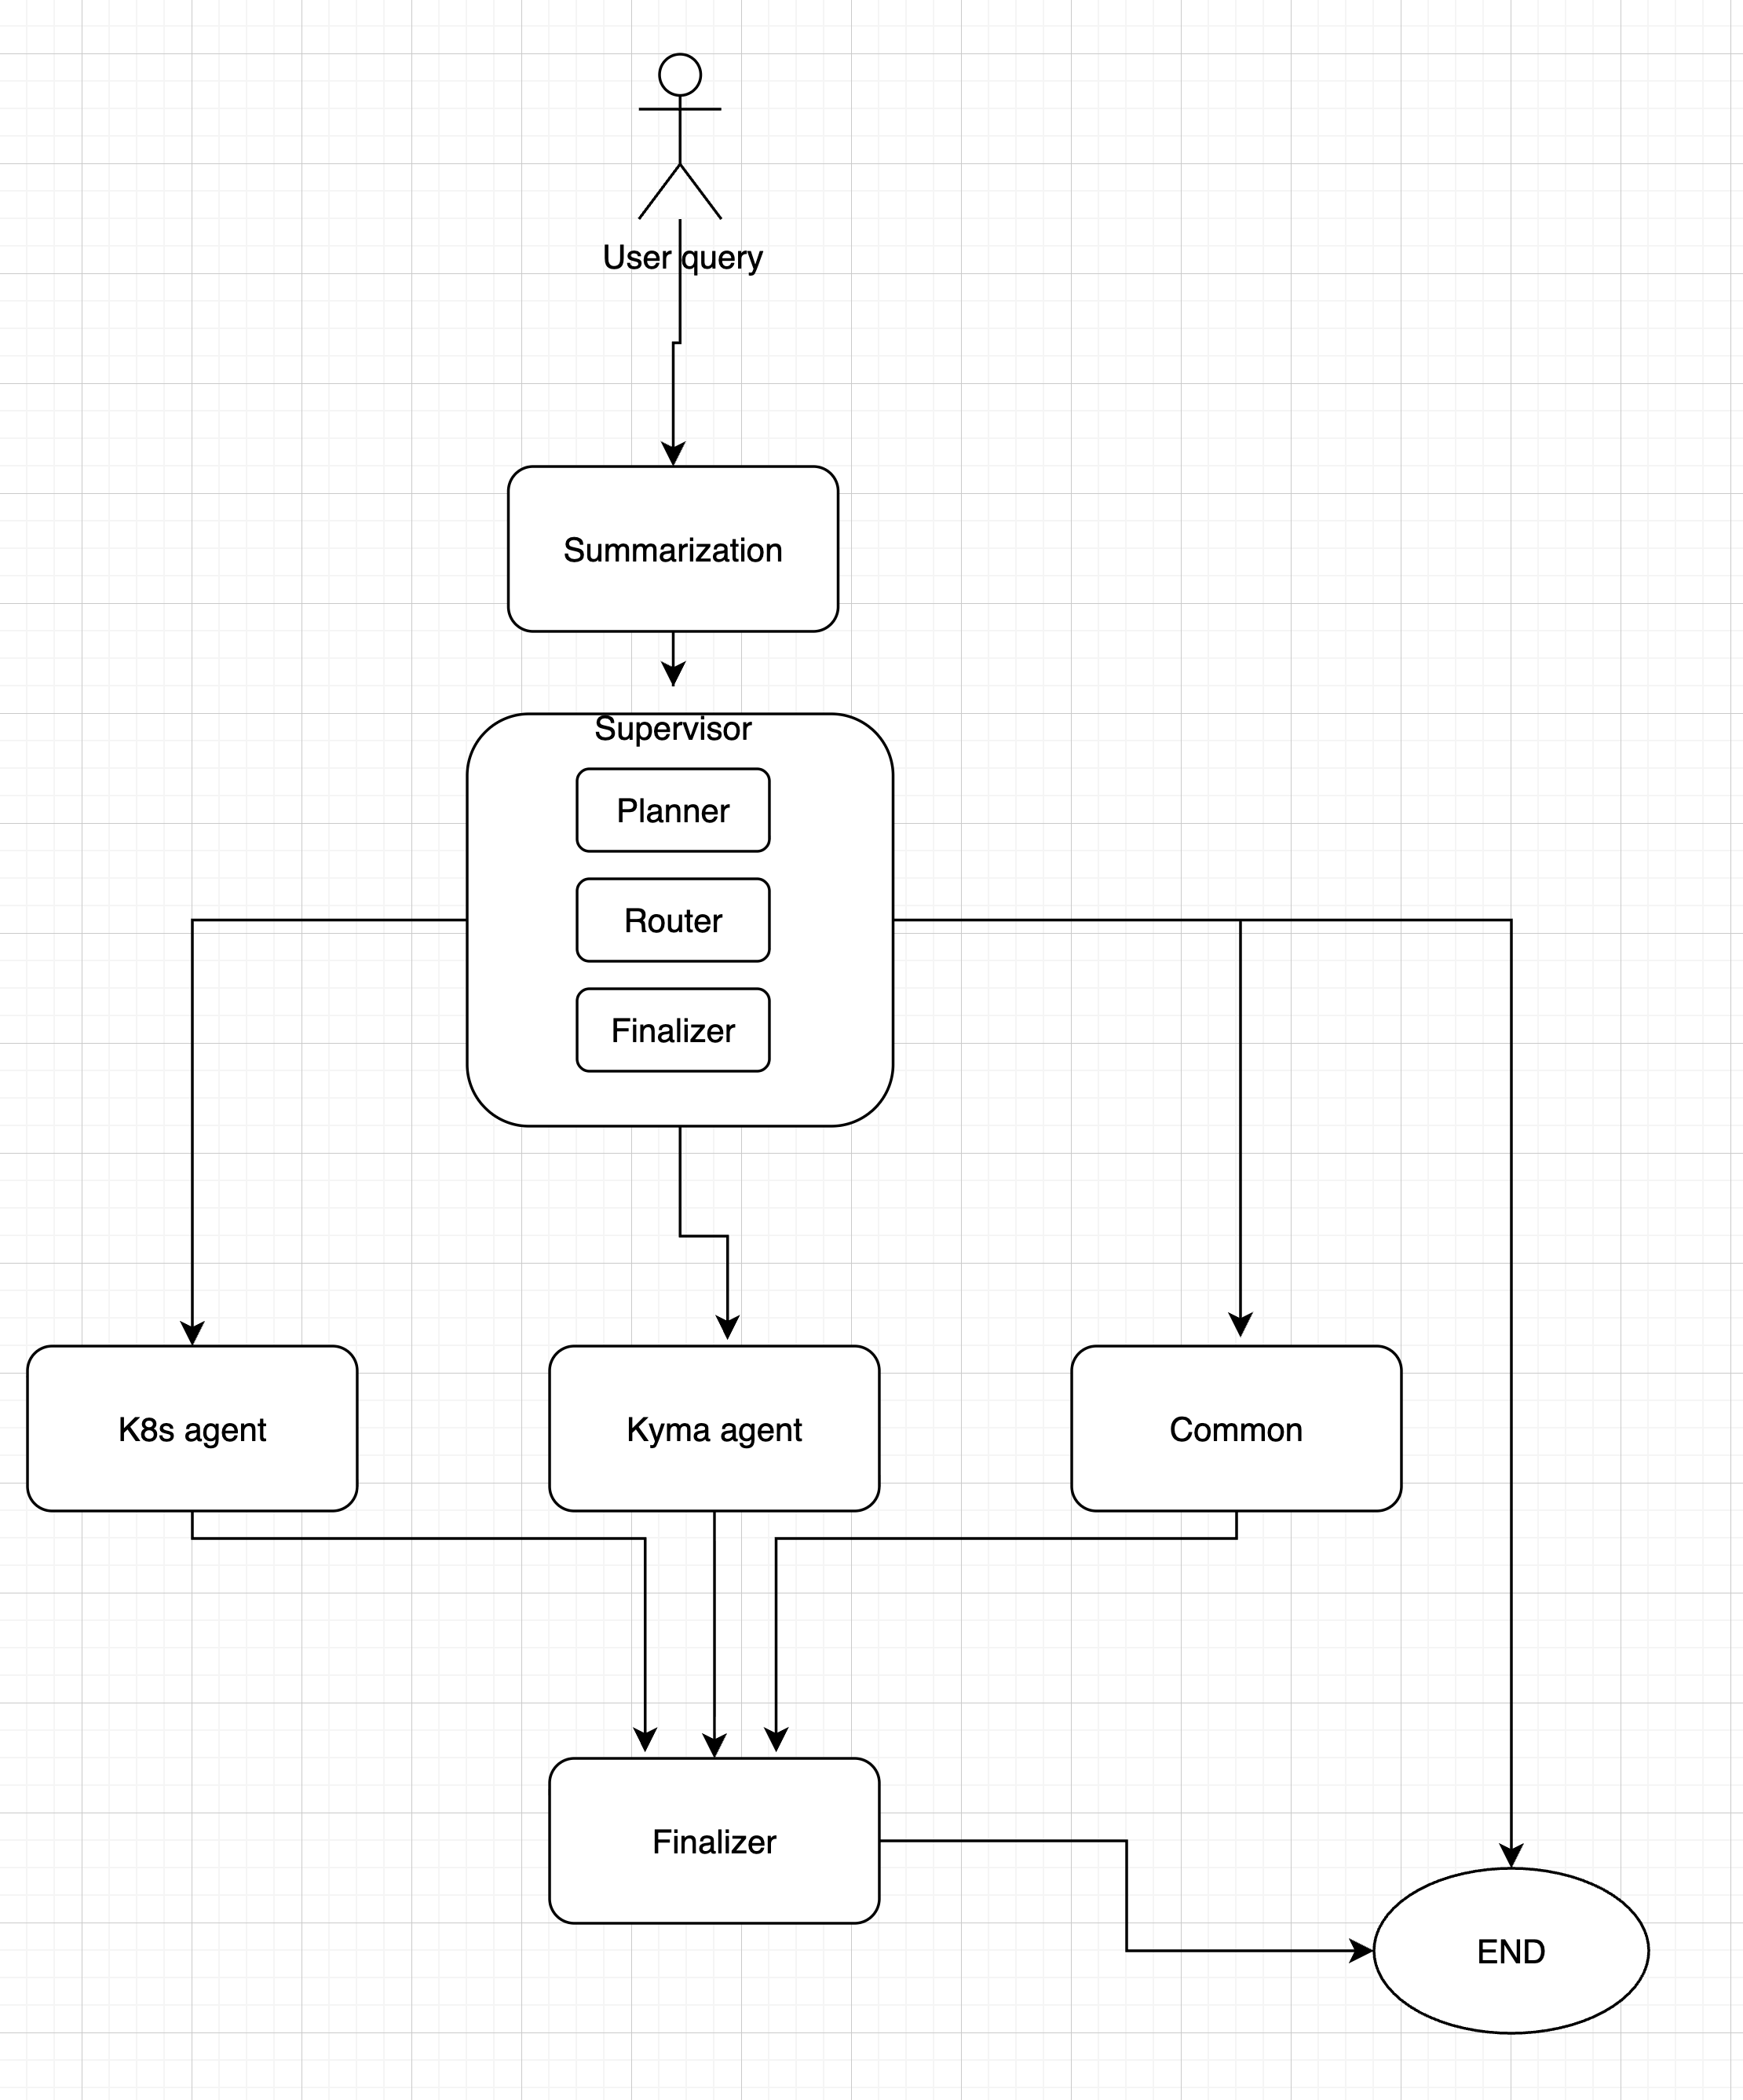 User query
Summarization
Supervisor
Planner
Router
Finalizer
K8s agent
Kyma agent
Common
Finalizer
END